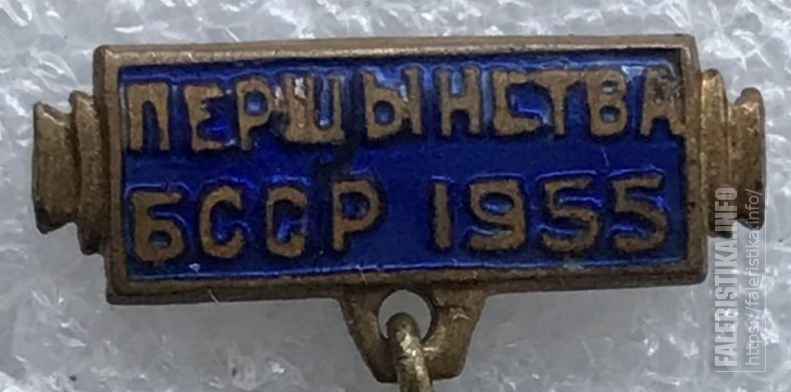 ПЕРШЫНСТВА
БССР 1955
FALERISTIKA.INFO
https://faleristika.info/